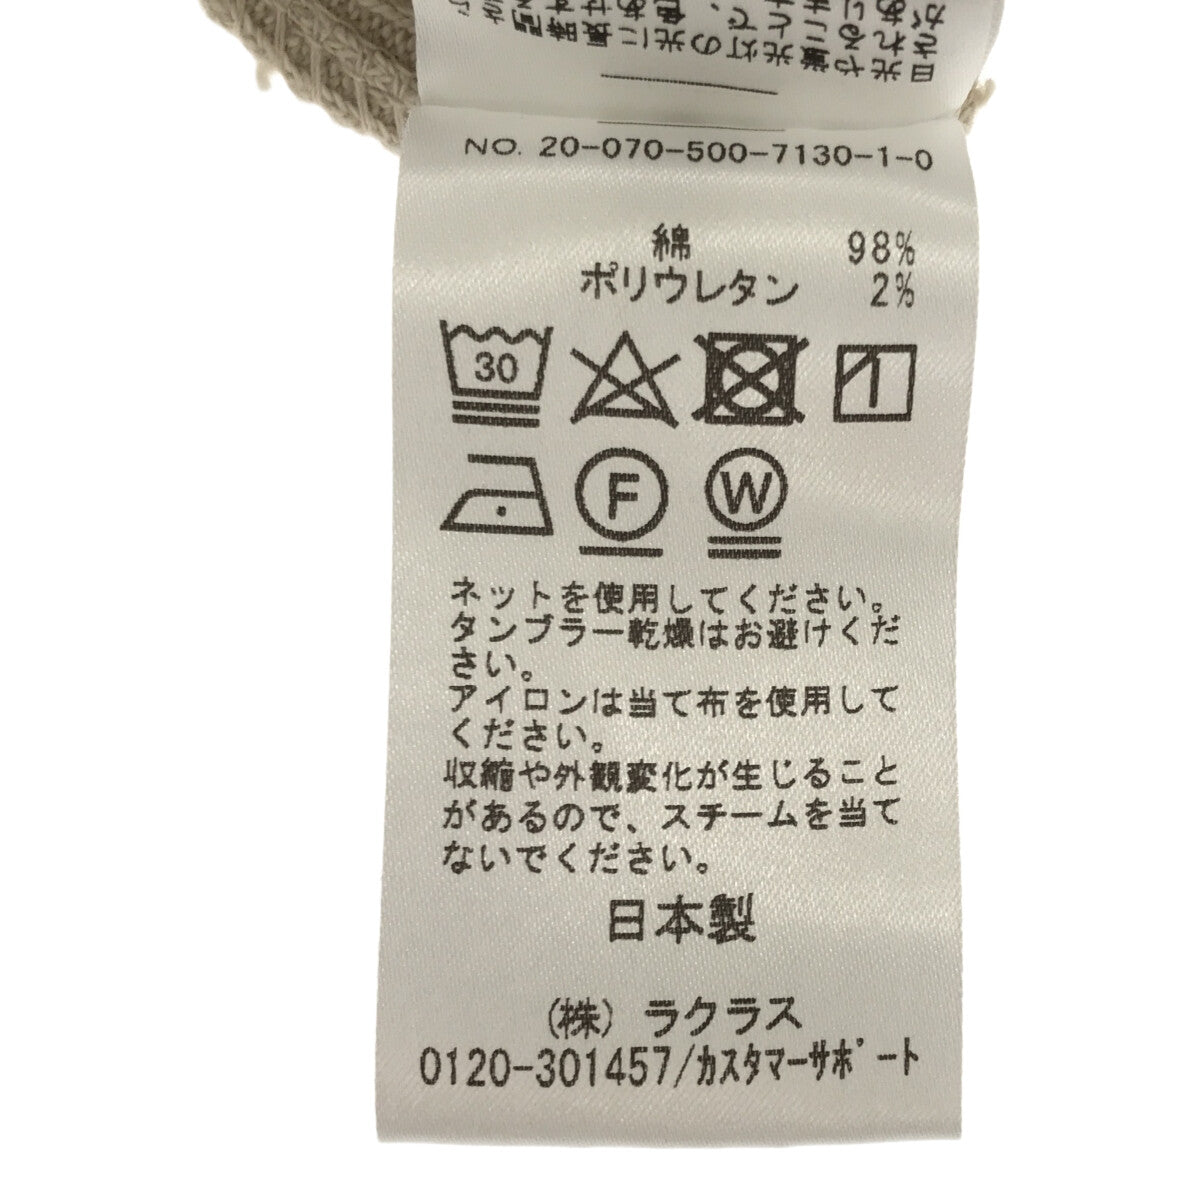 NO. 20-070-500-7130-1-0
綿 98%
ポリウレタン 2%
30
F W
ネットを使用してください。
タンブラー乾燥はお避けくだ
さい。
アイロンは当て布を使用して
ください。
収縮や外観変化が生じること
があるので、スチームを当て
ないでください。
日本製
(株) ラクラス
0120-301457/ｶｽﾀﾏｰｻﾎﾟｰﾄ